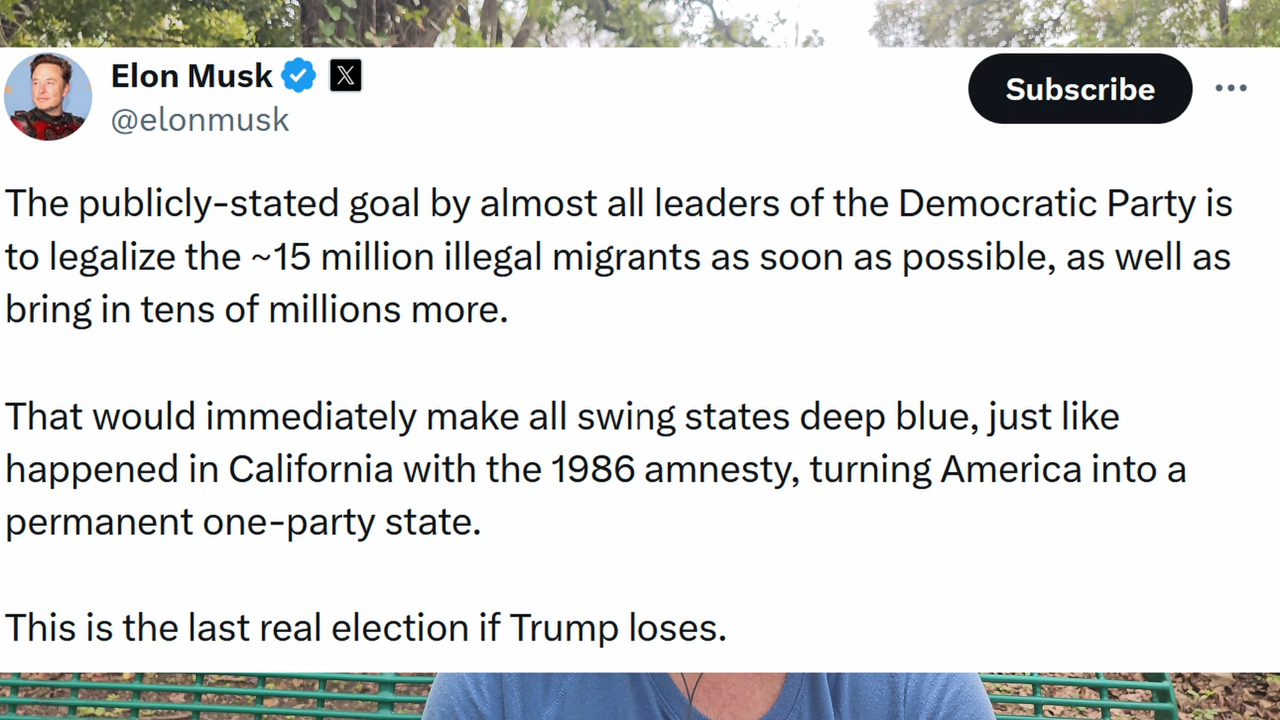 Elon Musk
@elonmusk
Subscribe
The publicly-stated goal by almost all leaders of the Democratic Party is
to legalize the ~15 million illegal migrants as soon as possible, as well as
bring in tens of millions more.
That would immediately make all swing states deep blue, just like
happened in California with the 1986 amnesty, turning America into a
permanent one-party state.
This is the last real election if Trump loses.